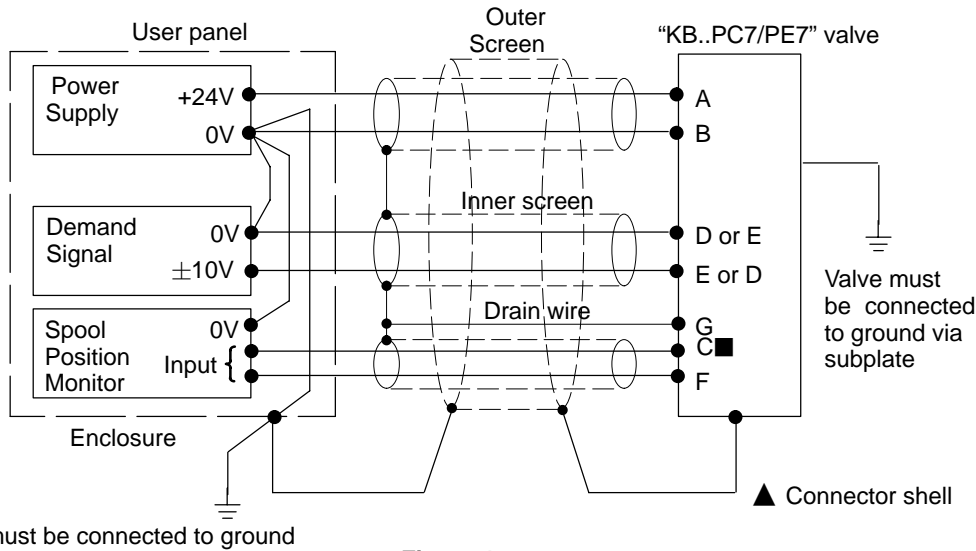 Outer
Screen
User panel
“KB..PC7/PE7” valve
Power
Supply
+24V
0V
A
B
Inner screen
Demand
Signal
0V
±10V
D or E
E or D
Valve must
be connected
to ground via
subplate
Drain wire
Spool
Position
Monitor
0V
Input {
G
C■
F
Enclosure
▲ Connector shell
must be connected to ground